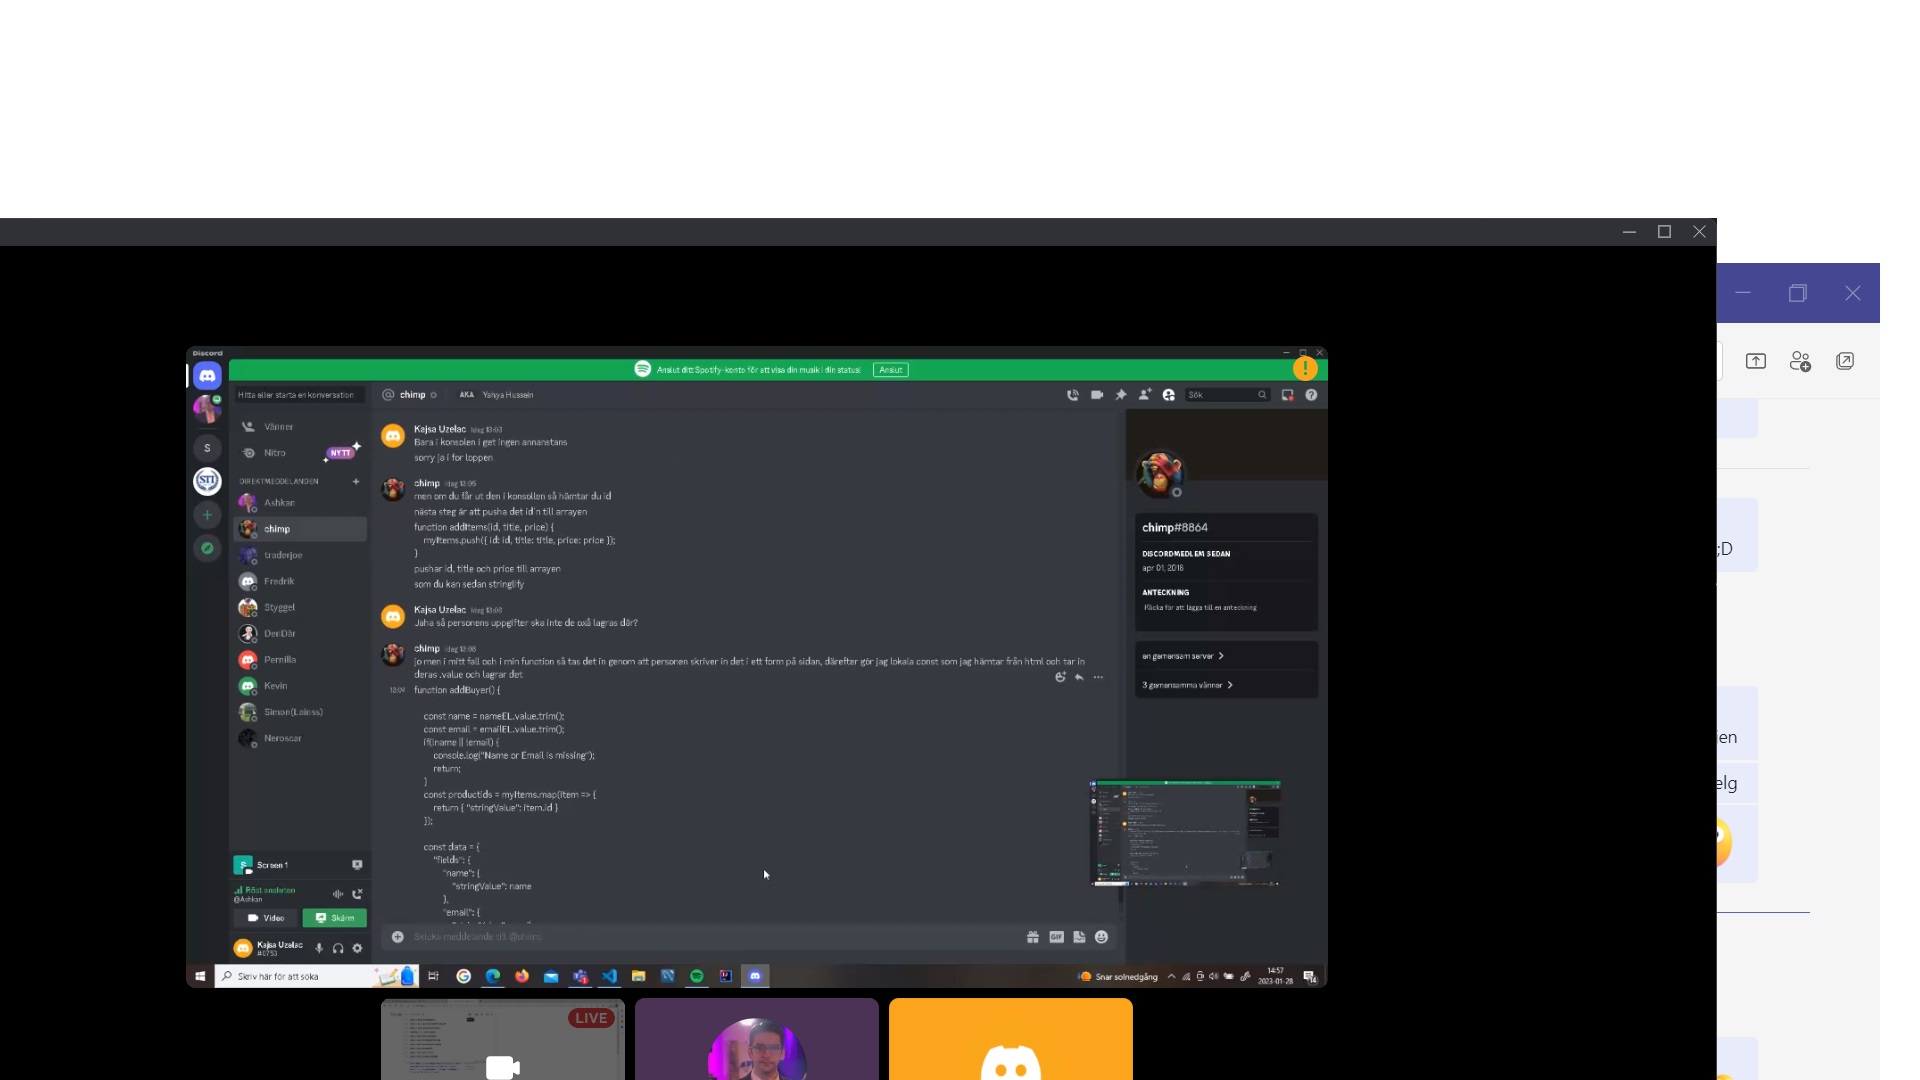 Discord
Anslut ditt Spotify-konto för att visa din musik i din status!
Anslut
Hitta eller starta en konversation
chimp
AKA
Yahya Hussein
Sök
Vänner
Nitro
NYTT
DIREKTMEDDELANDEN
Ashkan
chimp
traderjoe
Fredrik
Styggel
DenDär
Pernilla
Kevin
Simon(Leinss)
Neroscar
S
STI
Kajsa Uzelac Idag 13:03
Bara i konsolen i get ingen annanstans
sorry ja i for loppen
chimp Idag 13:05
men om du får ut den i konsollen så hämtar du id
nästa steg är att pusha det id'n till arrayen
function addItems(id, title, price) {
myItems.push({ id: id, title: title, price: price });
}
pushar id, title och price till arrayen
som du kan sedan stringlify
Kajsa Uzelac Idag 13:08
Jaha så personens uppgifter ska inte de oxå lagras där?
chimp Idag 13:08
jo men i mitt fall och i min function så tas det in genom att personen skriver in det i ett form på sidan, därefter gör jag lokala const som jag hämtar från html och tar in
deras .value och lagrar det
13:09 function addBuyer() {
const name = nameEL.value.trim();
const email = emailEL.value.trim();
if(!name || !email) {
console.log("Name or Email is missing");
return;
}
const productIds = myItems.map(item => {
return { "stringValue": item.id }
});
const data = {
"fields": {
"name": {
"stringValue": name
},
"email": {
Skicka meddelande till @chimp
GIF
chimp#8864
DISCORDMEDLEM SEDAN
apr 01, 2018
ANTECKNING
Klicka för att lägga till en anteckning
en gemensam server
3 gemensamma vänner
S
Screen 1
Röst ansluten
@Ashkan
Video
Skärm
Kajsa Uzelac
#0753
Skriv här för att söka
Snar solnedgång
14:57
2023-01-28
14
LIVE
;D
en
elg